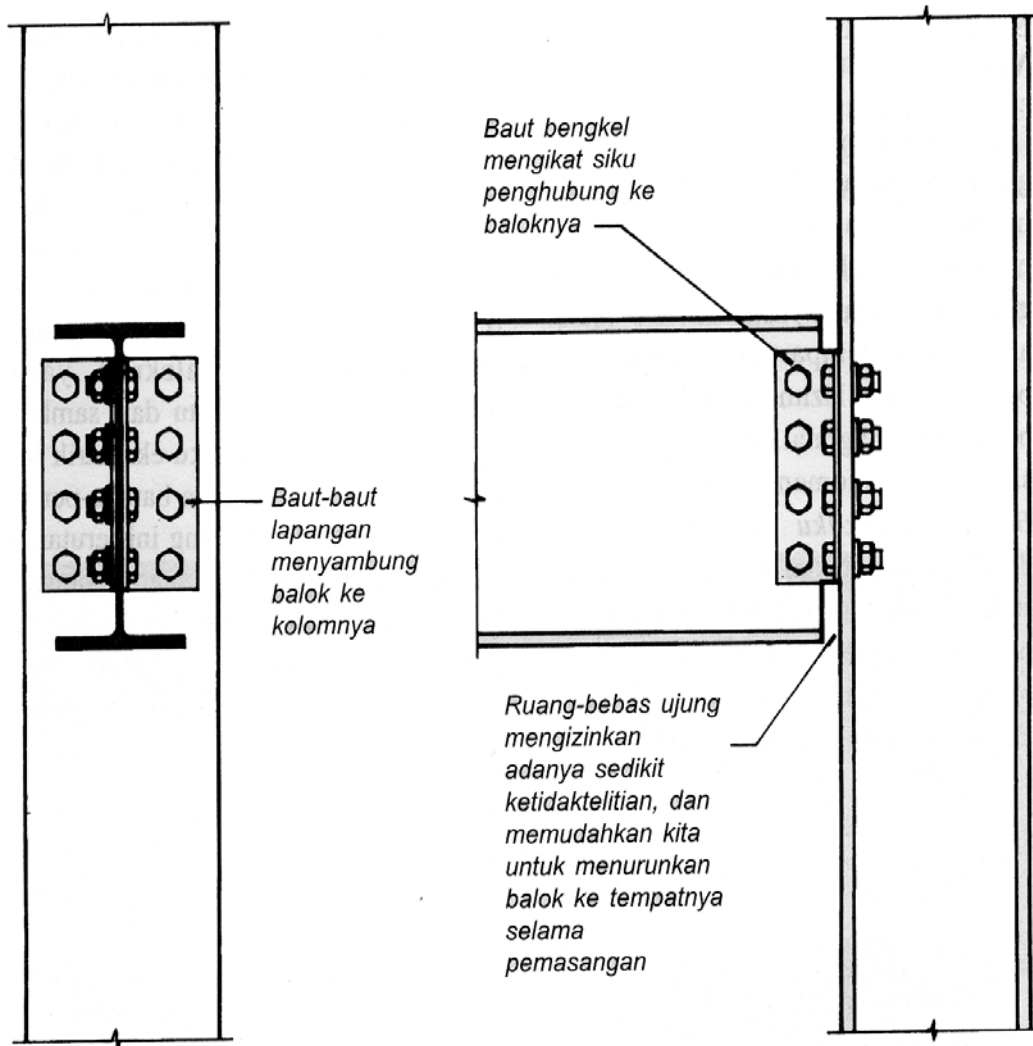 Baut bengkel
mengikat siku
penghubung ke
baloknya
Baut-baut
lapangan
menyambung
balok ke
kolomnya
Ruang-bebas ujung
mengizinkan
adanya sedikit
ketidaktelitian, dan
memudahkan kita
untuk menurunkan
balok ke tempatnya
selama
pemasangan